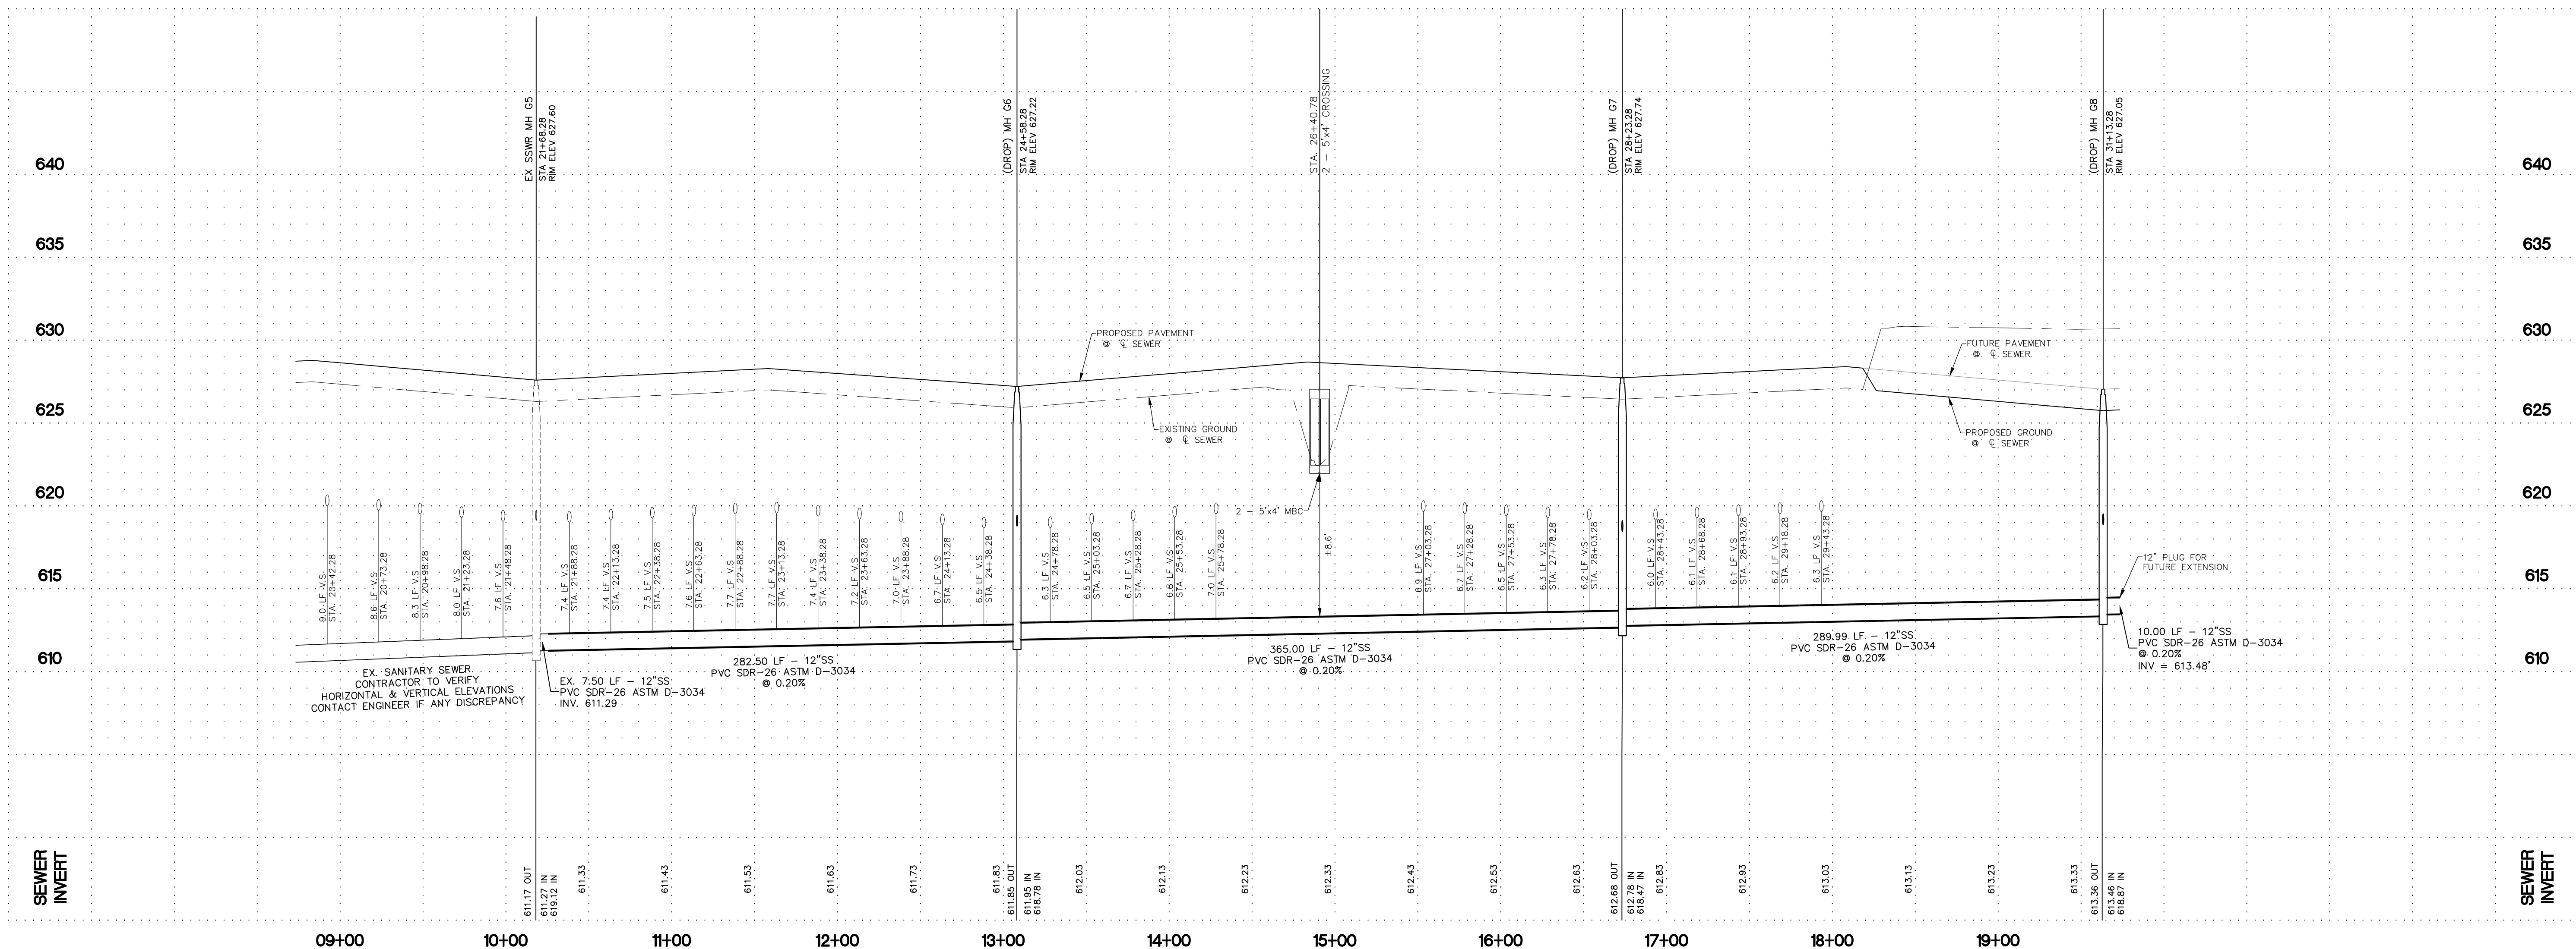 EX SSWR MH G5
STA 21+68.28
RIM ELEV 627.60
(DROP) MH G6
STA 24+58.28
RIM ELEV 627.22
STA. 26+40.78
2 - 5'x4' CROSSING
(DROP) MH G7
STA 28+23.28
RIM ELEV 627.74
(DROP) MH G8
STA 31+13.28
RIM ELEV 627.05
640
640
635
635
630
630
625
625
620
620
615
615
610
610
PROPOSED PAVEMENT
@ ℄ SEWER
EXISTING GROUND
@ ℄ SEWER
FUTURE PAVEMENT
@ ℄ SEWER
PROPOSED GROUND
@ ℄ SEWER
2 - 5'x4' MBC
±8.6'
9.0 LF V.S.
STA. 20+42.28
8.6 LF V.S.
STA. 20+73.28
8.3 LF V.S.
STA. 20+98.28
8.0 LF V.S.
STA. 21+23.28
7.6 LF V.S.
STA. 21+48.28
7.4 LF V.S.
STA. 21+88.28
7.4 LF V.S.
STA. 22+13.28
7.5 LF V.S.
STA. 22+38.28
7.6 LF V.S.
STA. 22+63.28
7.7 LF V.S.
STA. 22+88.28
7.7 LF V.S.
STA. 23+13.28
7.4 LF V.S.
STA. 23+38.28
7.2 LF V.S.
STA. 23+63.28
7.0 LF V.S.
STA. 23+88.28
6.7 LF V.S.
STA. 24+13.28
6.5 LF V.S.
STA. 24+38.28
6.3 LF V.S.
STA. 24+78.28
6.5 LF V.S.
STA. 25+03.28
6.7 LF V.S.
STA. 25+28.28
6.8 LF V.S.
STA. 25+53.28
7.0 LF V.S.
STA. 25+78.28
6.9 LF V.S.
STA. 27+03.28
6.7 LF V.S.
STA. 27+28.28
6.5 LF V.S.
STA. 27+53.28
6.3 LF V.S.
STA. 27+78.28
6.2 LF V.S.
STA. 28+03.28
6.0 LF V.S.
STA. 28+43.28
6.1 LF V.S.
STA. 28+68.28
6.1 LF V.S.
STA. 28+93.28
6.2 LF V.S.
STA. 29+18.28
6.3 LF V.S.
STA. 29+43.28
12" PLUG FOR
FUTURE EXTENSION
EX. SANITARY SEWER.
CONTRACTOR TO VERIFY
HORIZONTAL & VERTICAL ELEVATIONS
CONTACT ENGINEER IF ANY DISCREPANCY
EX. 7.50 LF - 12"SS
PVC SDR-26 ASTM D-3034
INV. 611.29
282.50 LF - 12"SS
PVC SDR-26 ASTM D-3034
@ 0.20%
365.00 LF - 12"SS
PVC SDR-26 ASTM D-3034
@ 0.20%
289.99 LF - 12"SS
PVC SDR-26 ASTM D-3034
@ 0.20%
10.00 LF - 12"SS
PVC SDR-26 ASTM D-3034
@ 0.20%
INV = 613.48'
SEWER
INVERT
611.17 OUT
611.27 IN
619.12 IN
611.33
611.43
611.53
611.63
611.73
611.83
611.85 OUT
611.95 IN
618.78 IN
612.03
612.13
612.23
612.33
612.43
612.53
612.63
612.68 OUT
612.78 IN
618.47 IN
612.83
612.93
613.03
613.13
613.23
613.33
613.36 OUT
613.46 IN
618.87 IN
SEWER
INVERT
09+00
10+00
11+00
12+00
13+00
14+00
15+00
16+00
17+00
18+00
19+00